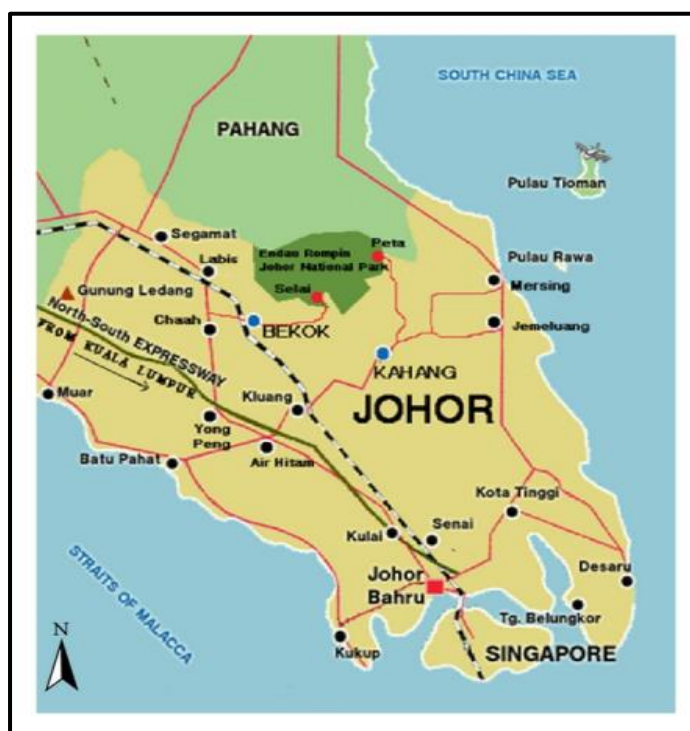 SOUTH CHINA SEA
PAHANG
Pulau Tioman
Segamat
Endau Rompin
Johor National Park
Peta
Labis
Pulau Rawa
Selai
Mersing
Gunung Ledang
Chaah
BEKOK
Jemeluang
North-South EXPRESSWAY
FROM KUALA LUMPUR
KAHANG
Muar
Kluang
JOHOR
Yong
Peng
Batu Pahat
Air Hitam
Kota Tinggi
Kulai
Senai
STRAITS OF MALACCA
Johor
Bahru
Desaru
Tg. Belungkor
N
Kukup
SINGAPORE